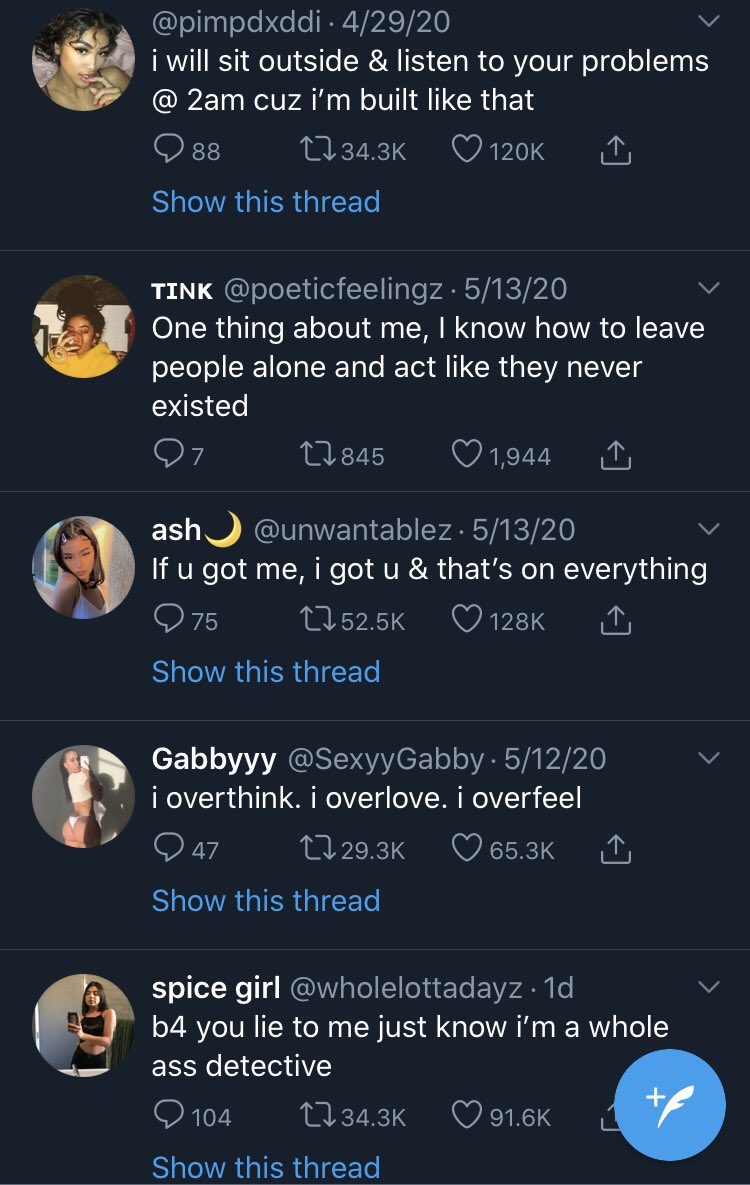 @pimpdxddi · 4/29/20
i will sit outside & listen to your problems
@ 2am cuz i’m built like that
88 34.3K 120K
Show this thread
TINK @poeticfeelingz · 5/13/20
One thing about me, I know how to leave
people alone and act like they never
existed
7 845 1,944
ash🌙 @unwantablez · 5/13/20
If u got me, i got u & that’s on everything
75 52.5K 128K
Show this thread
Gabbyyy @SexyyGabby · 5/12/20
i overthink. i overlove. i overfeel
47 29.3K 65.3K
Show this thread
spice girl @wholelottadayz · 1d
b4 you lie to me just know i’m a whole
ass detective
104 34.3K 91.6K
Show this thread